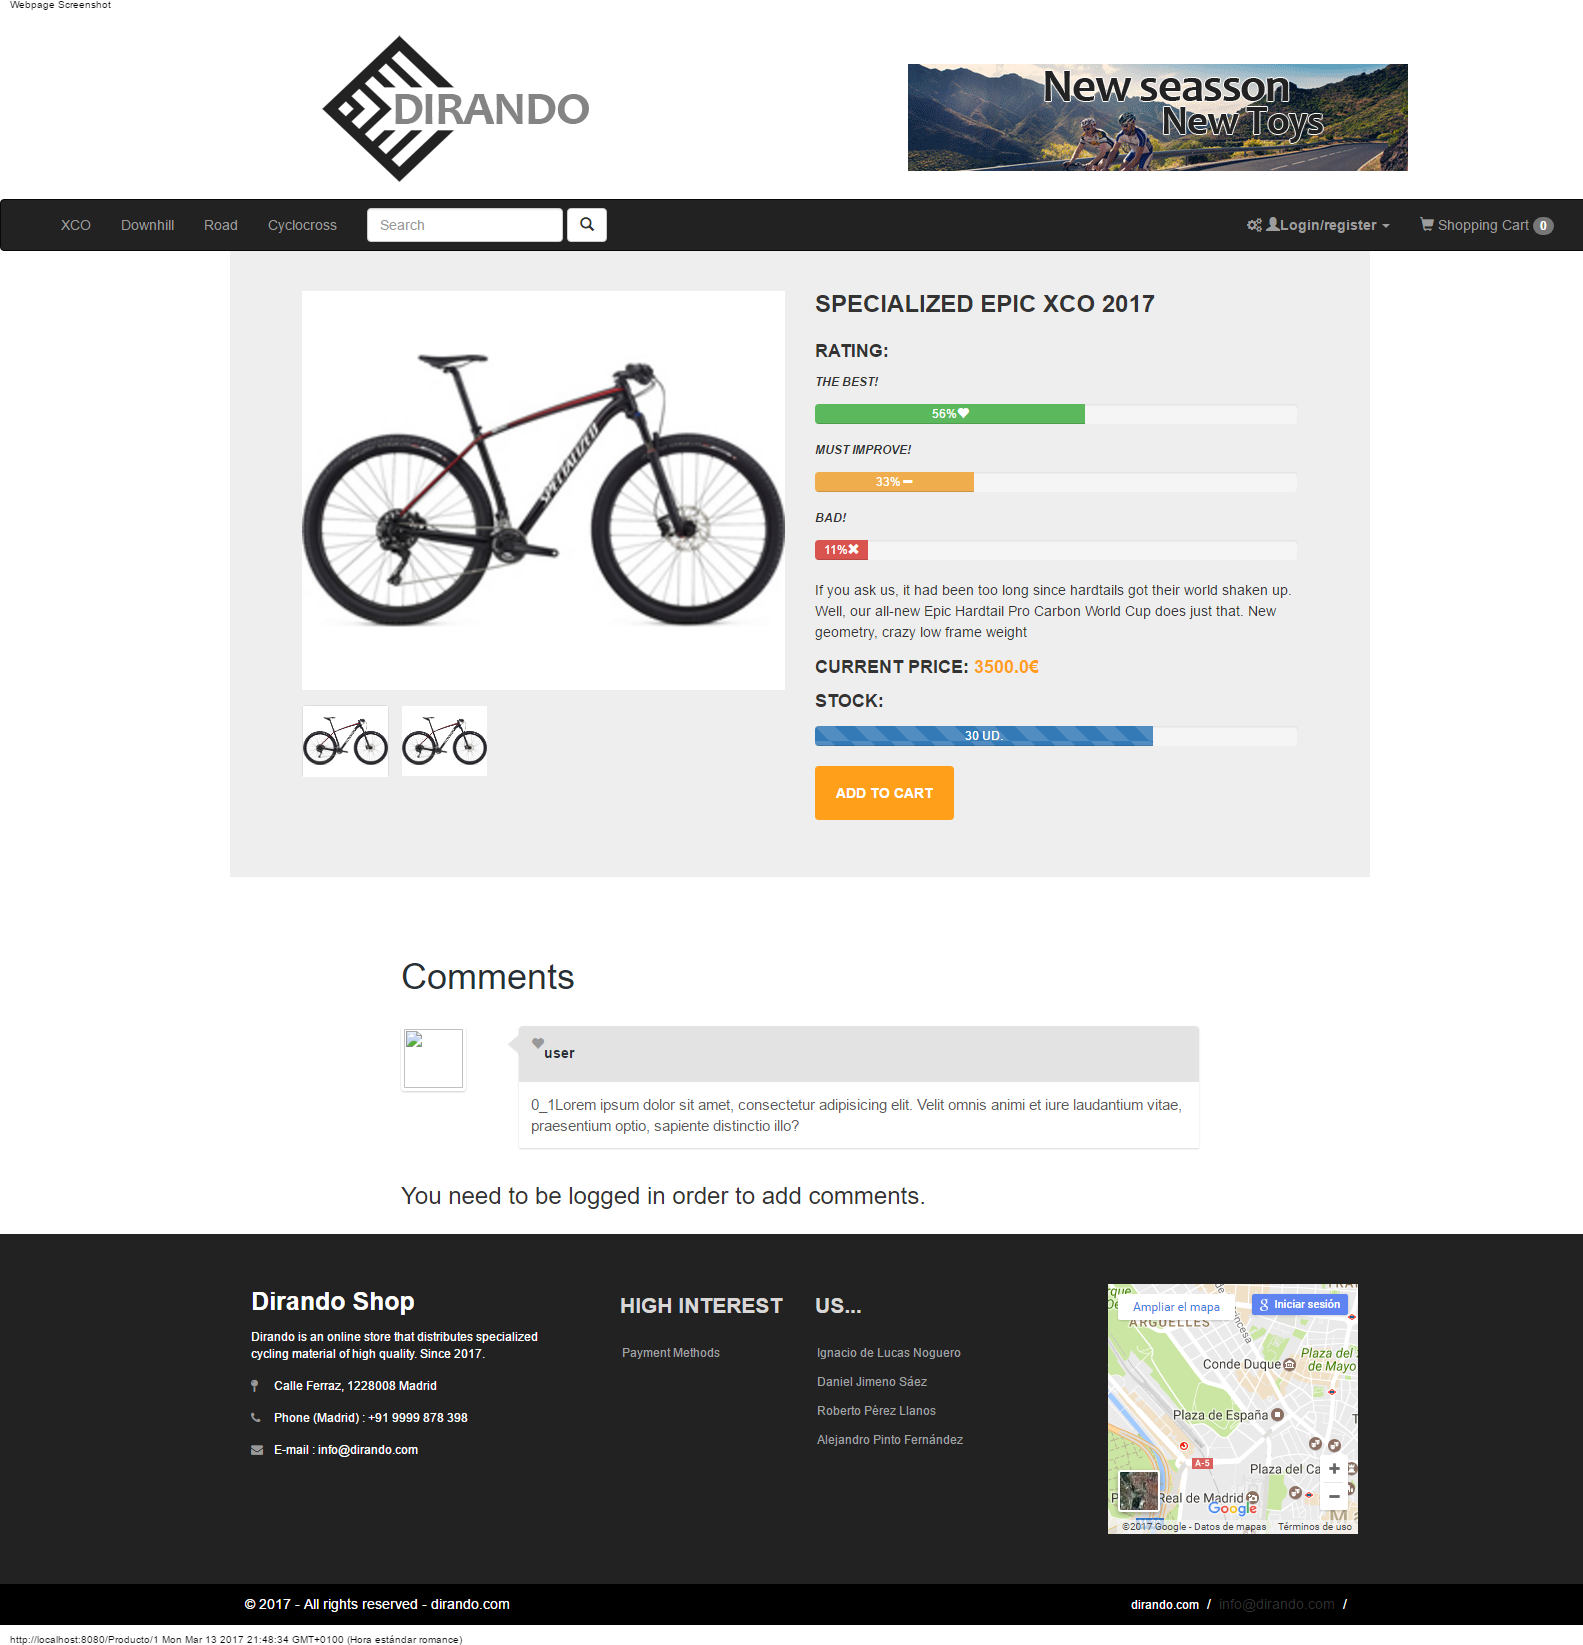 Webpage Screenshot
DIRANDO
New seasson
New Toys
XCO Downhill Road Cyclocross Search Login/register Shopping Cart 0
SPECIALIZED EPIC XCO 2017
RATING:
THE BEST!
56%
MUST IMPROVE!
33%
BAD!
11%
SPECIALIZED
If you ask us, it had been too long since hardtails got their world shaken up.
Well, our all-new Epic Hardtail Pro Carbon World Cup does just that. New
geometry, crazy low frame weight
CURRENT PRICE: 3500.0€
STOCK:
30 UD.
ADD TO CART
Comments
user
0_1Lorem ipsum dolor sit amet, consectetur adipisicing elit. Velit omnis animi et iure laudantium vitae,
praesentium optio, sapiente distinctio illo?
You need to be logged in order to add comments.
Dirando Shop
Dirando is an online store that distributes specialized
cycling material of high quality. Since 2017.
Calle Ferraz, 1228008 Madrid
Phone (Madrid) : +91 9999 878 398
E-mail : info@dirando.com
HIGH INTEREST
Payment Methods
US...
Ignacio de Lucas Noguero
Daniel Jimeno Sáez
Roberto Pérez Llanos
Alejandro Pinto Fernández
Ampliar el mapa
Iniciar sesión
ARGÜELLES
Conde Duque
Plaza del
de Mayo
Plaza de España
A-5
Plaza del Ca
Real de Madrid
Google
©2017 Google - Datos de mapas Términos de uso
© 2017 - All rights reserved - dirando.com
dirando.com / info@dirando.com /
http://localhost:8080/Producto/1 Mon Mar 13 2017 21:48:34 GMT+0100 (Hora estándar romance)